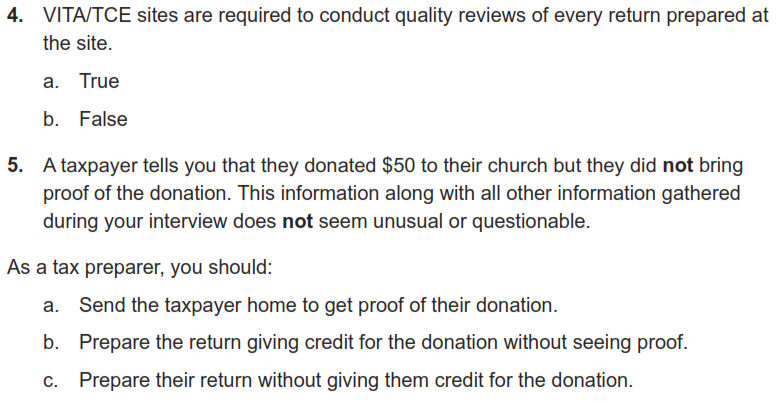 4. VITA/TCE sites are required to conduct quality reviews of every return prepared at
the site.
a. True
b. False
5. A taxpayer tells you that they donated $50 to their church but they did not bring
proof of the donation. This information along with all other information gathered
during your interview does not seem unusual or questionable.
As a tax preparer, you should:
a. Send the taxpayer home to get proof of their donation.
b. Prepare the return giving credit for the donation without seeing proof.
c. Prepare their return without giving them credit for the donation.